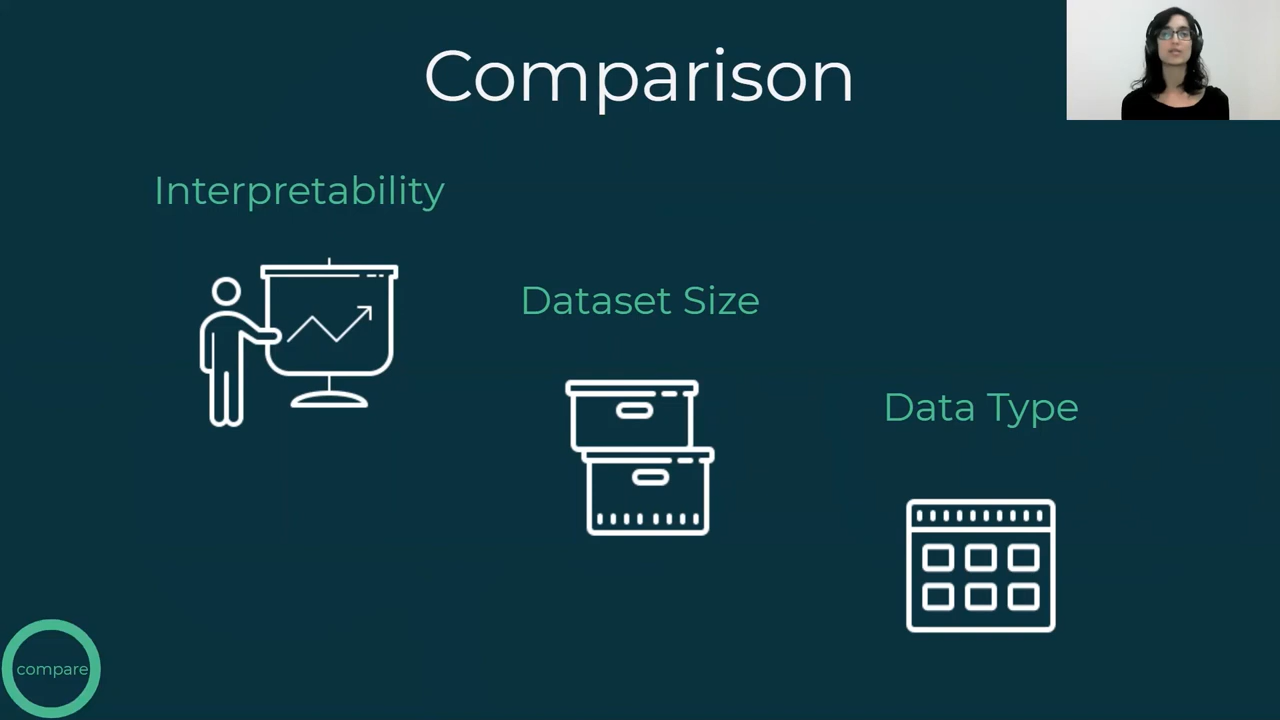 Comparison
Interpretability
Dataset Size
Data Type
compare